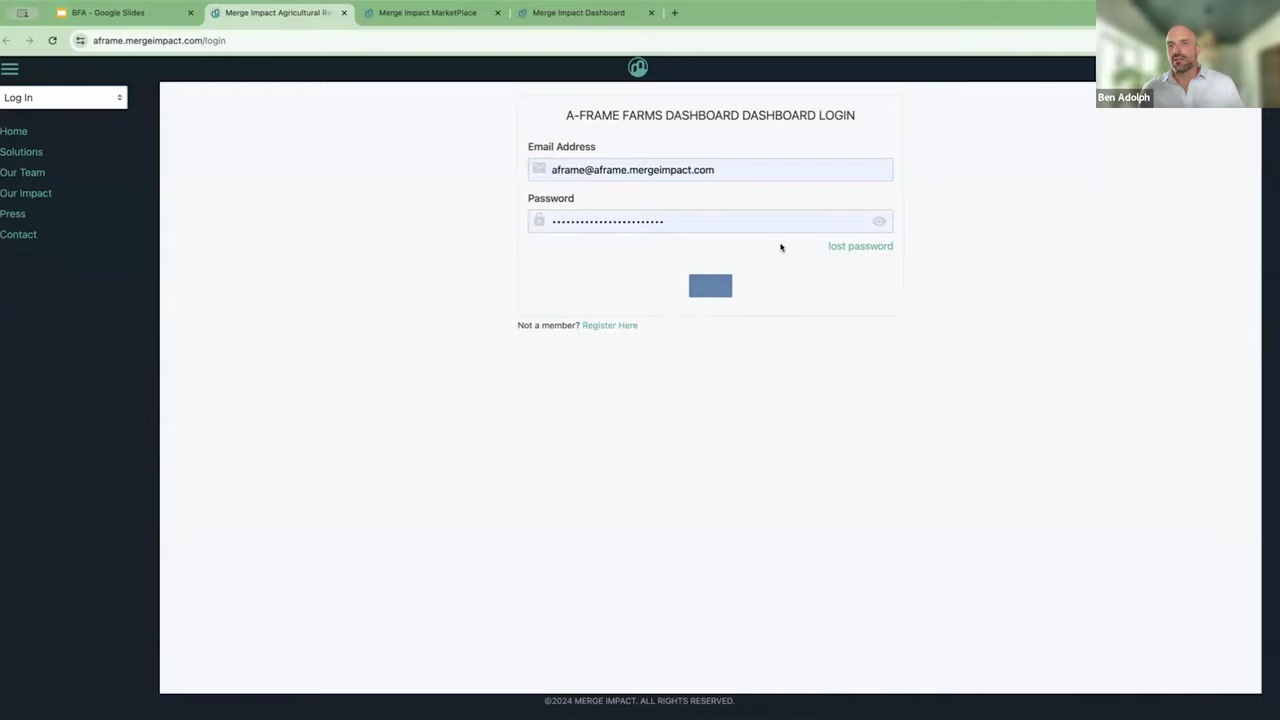 BFA - Google Slides
Merge Impact Agricultural Re
Merge Impact MarketPlace
Merge Impact Dashboard
aframe.mergeimpact.com/login
Ben Adolph
Log In
Home
Solutions
Our Team
Our Impact
Press
Contact
A-FRAME FARMS DASHBOARD DASHBOARD LOGIN
Email Address
aframe@aframe.mergeimpact.com
Password
••••••••••••••••••••••••
lost password
Not a member? Register Here
©2024 MERGE IMPACT. ALL RIGHTS RESERVED.